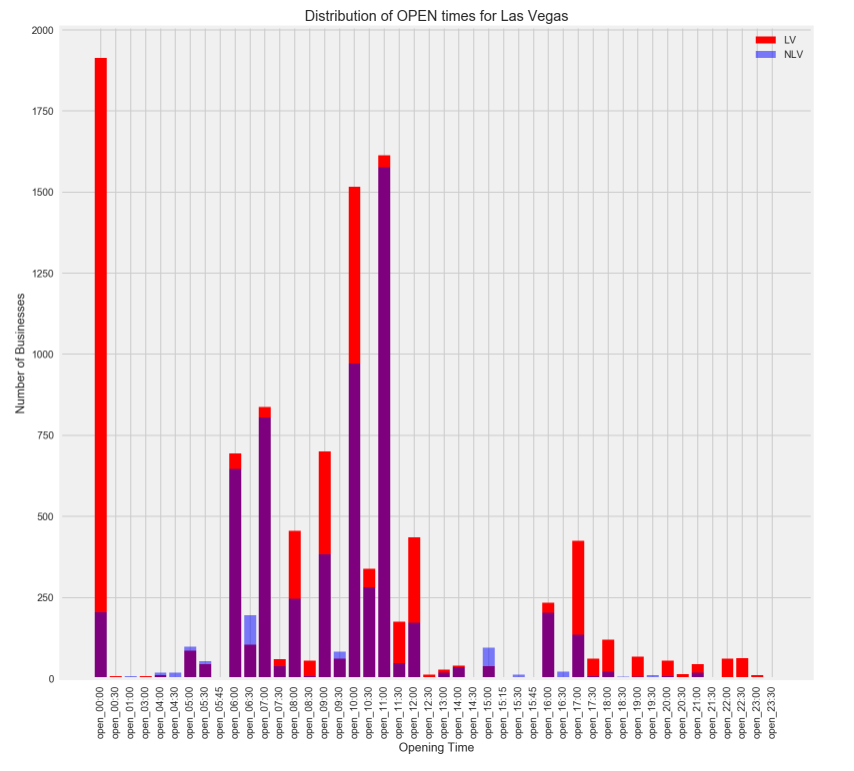 Distribution of OPEN times for Las Vegas
LV
NLV
2000
1750
1500
1250
1000
750
500
250
0
Number of Businesses
open_00:00
open_00:30
open_01:00
open_03:00
open_04:00
open_04:30
open_05:00
open_05:30
open_05:45
open_06:00
open_06:30
open_07:00
open_07:30
open_08:00
open_08:30
open_09:00
open_09:30
open_10:00
open_10:30
open_11:00
open_11:30
open_12:00
open_12:30
open_13:00
open_14:00
open_14:30
open_15:00
open_15:15
open_15:30
open_15:45
open_16:00
open_16:30
open_17:00
open_17:30
open_18:00
open_18:30
open_19:00
open_19:30
open_20:00
open_20:30
open_21:00
open_21:30
open_22:00
open_22:30
open_23:00
open_23:30
Opening Time